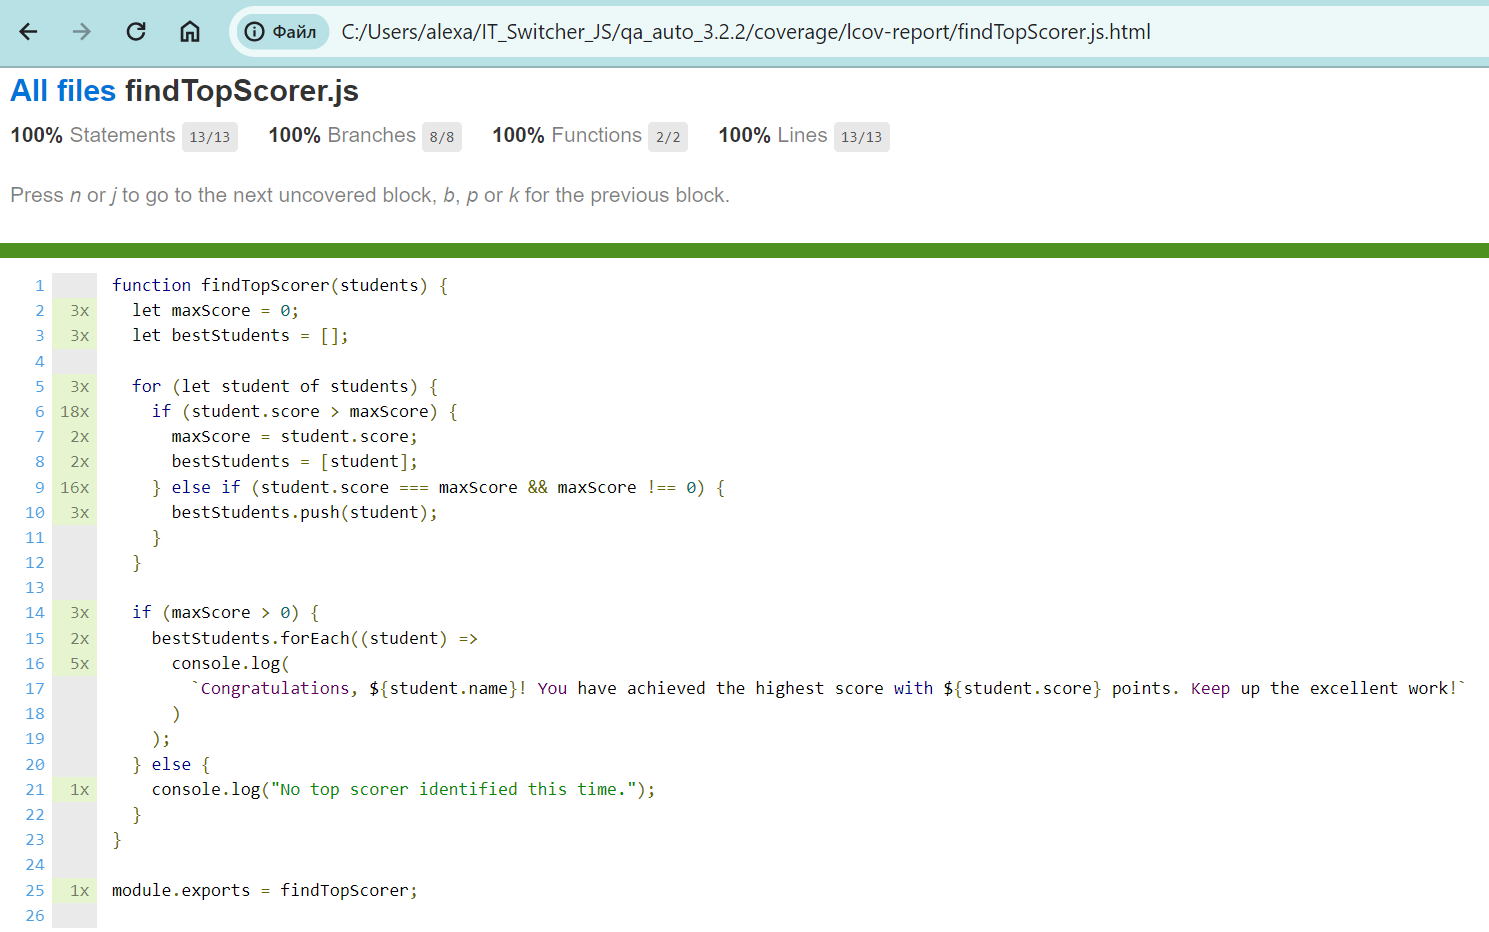 Файл C:/Users/alexa/IT_Switcher_JS/qa_auto_3.2.2/coverage/lcov-report/findTopScorer.js.html
All files findTopScorer.js
100% Statements 13/13 100% Branches 8/8 100% Functions 2/2 100% Lines 13/13
Press n or j to go to the next uncovered block, b, p or k for the previous block.
1 function findTopScorer(students) {
2 3x let maxScore = 0;
3 3x let bestStudents = [];
4
5 3x for (let student of students) {
6 18x if (student.score > maxScore) {
7 2x maxScore = student.score;
8 2x bestStudents = [student];
9 16x } else if (student.score === maxScore && maxScore !== 0) {
10 3x bestStudents.push(student);
11 }
12 }
13
14 3x if (maxScore > 0) {
15 2x bestStudents.forEach((student) =>
16 5x console.log(
17 `Congratulations, ${student.name}! You have achieved the highest score with ${student.score} points. Keep up the excellent work!`
18 )
19 );
20 } else {
21 1x console.log("No top scorer identified this time.");
22 }
23 }
24
25 1x module.exports = findTopScorer;
26